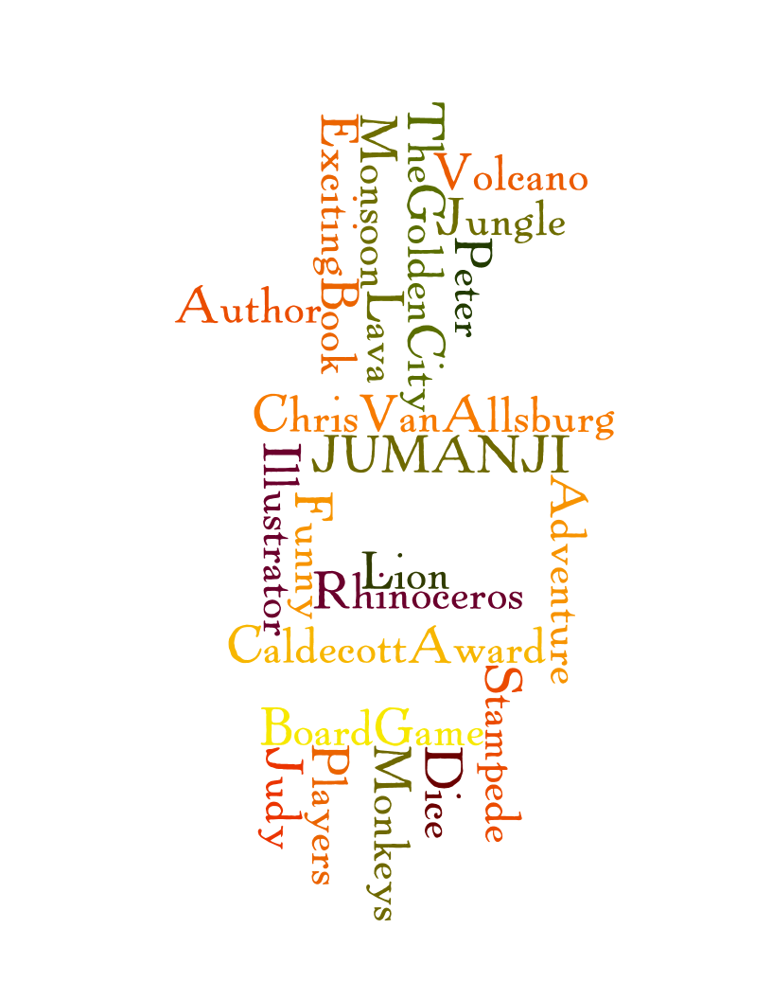 ExcitingBook
MonsoonLava
TheGoldenCity
Volcano
Jungle
Peter
Author
ChrisVanAllsburg
JUMANJI
Illustrator
Funny
Adventure
Lion
Rhinoceros
CaldecottAward
Stampede
BoardGame
Judy
Players
Monkeys
Dice